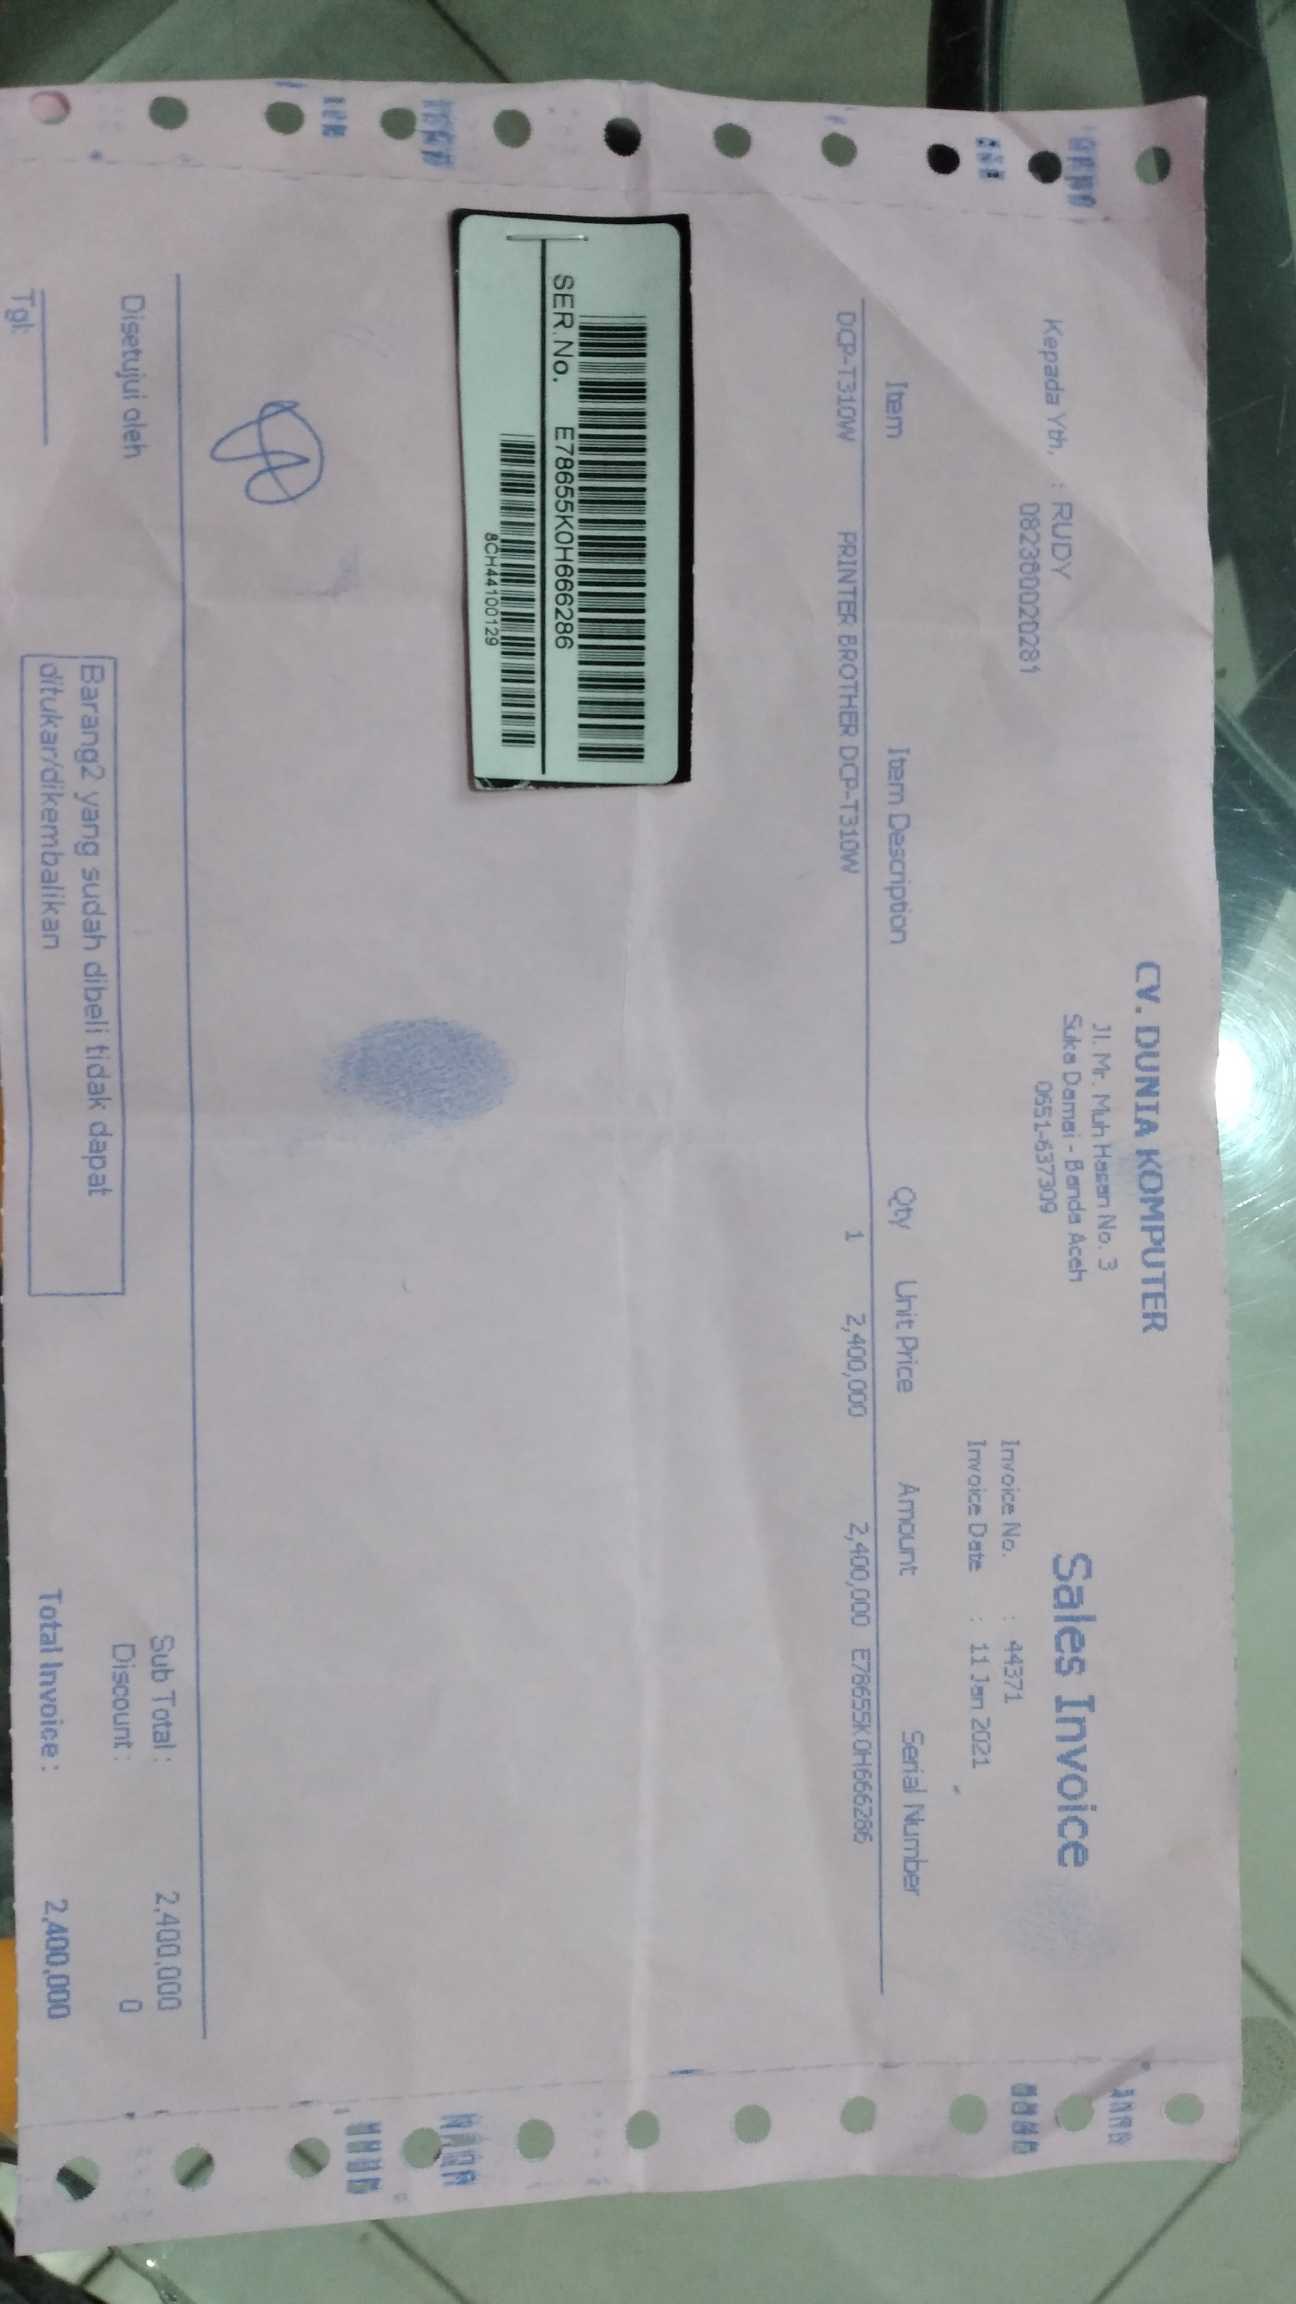 CV. DUNIA KOMPUTER
Jl. Mr. Muh Hasan No. 3
Suka Damai - Banda Aceh
0651-637309
Sales Invoice
Kepada Yth, : RUDY
082360020281
Invoice No. : 44371
Invoice Date : 11 Jan 2021
Item Item Description Qty Unit Price Amount Serial Number
DCP-T310W PRINTER BROTHER DCP-T310W 1 2,400,000 2,400,000 E78655K0H666286
SER.No. E78655K0H666286
8CH44100129
Disetujui oleh
Tgl:
Barang2 yang sudah dibeli tidak dapat
ditukar/dikembalikan
Sub Total : 2,400,000
Discount : 0
Total Invoice : 2,400,000